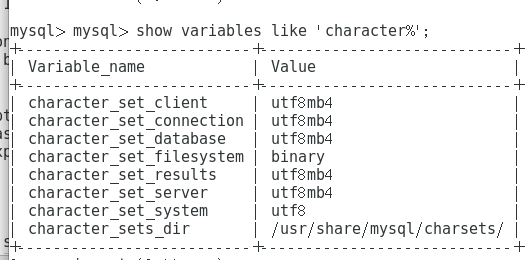 mysql> mysql> show variables like 'character%';
+--------------------------+----------------------------+
| Variable_name            | Value                      |
+--------------------------+----------------------------+
| character_set_client     | utf8mb4                    |
| character_set_connection | utf8mb4                    |
| character_set_database   | utf8mb4                    |
| character_set_filesystem | binary                     |
| character_set_results    | utf8mb4                    |
| character_set_server     | utf8mb4                    |
| character_set_system     | utf8                       |
| character_sets_dir       | /usr/share/mysql/charsets/ |
+--------------------------+----------------------------+